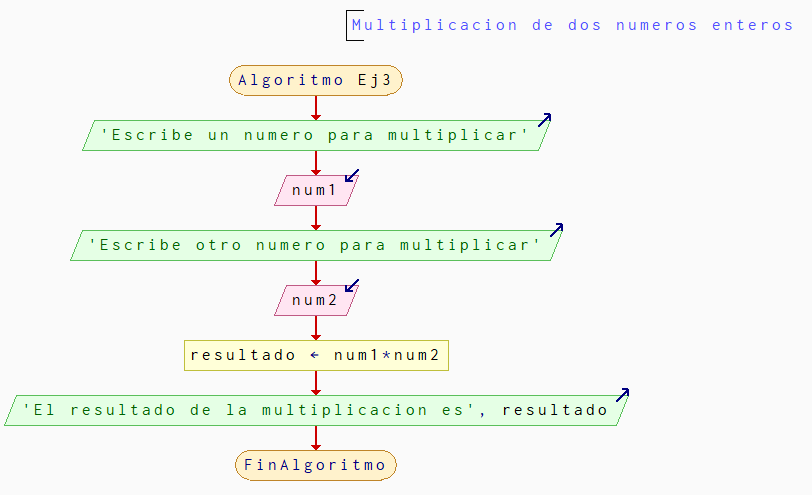 Multiplicacion de dos numeros enteros
Algoritmo Ej3
'Escribe un numero para multiplicar'
num1
'Escribe otro numero para multiplicar'
num2
resultado ← num1*num2
'El resultado de la multiplicacion es', resultado
FinAlgoritmo